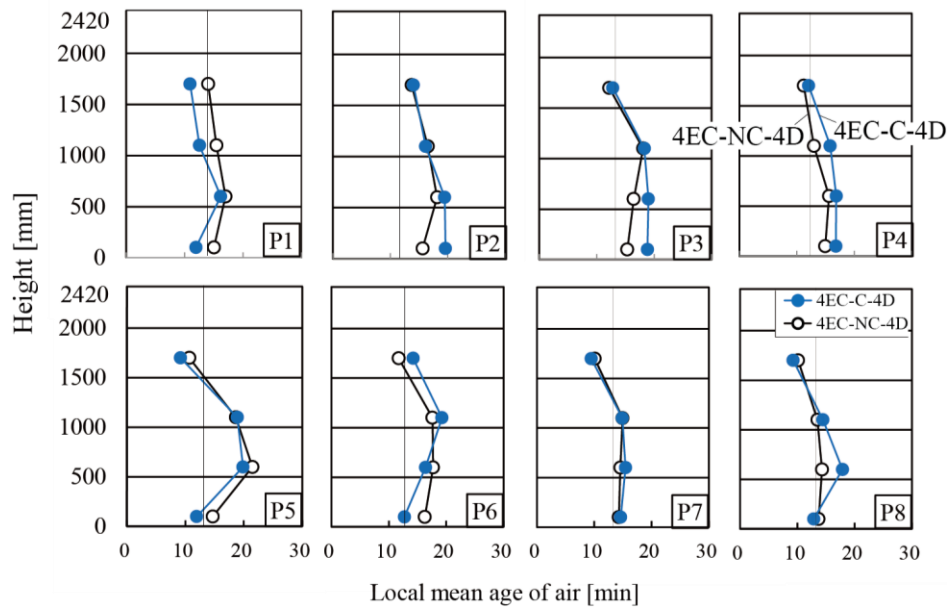 2420
2000
1500
1000
500
0
Height [mm]
P1
P2
P3
4EC-NC-4D
4EC-C-4D
P4
2420
2000
1500
1000
500
0
P5
P6
P7
4EC-C-4D
4EC-NC-4D
P8
0 10 20 30 0 10 20 30 0 10 20 30 0 10 20 30
Local mean age of air [min]